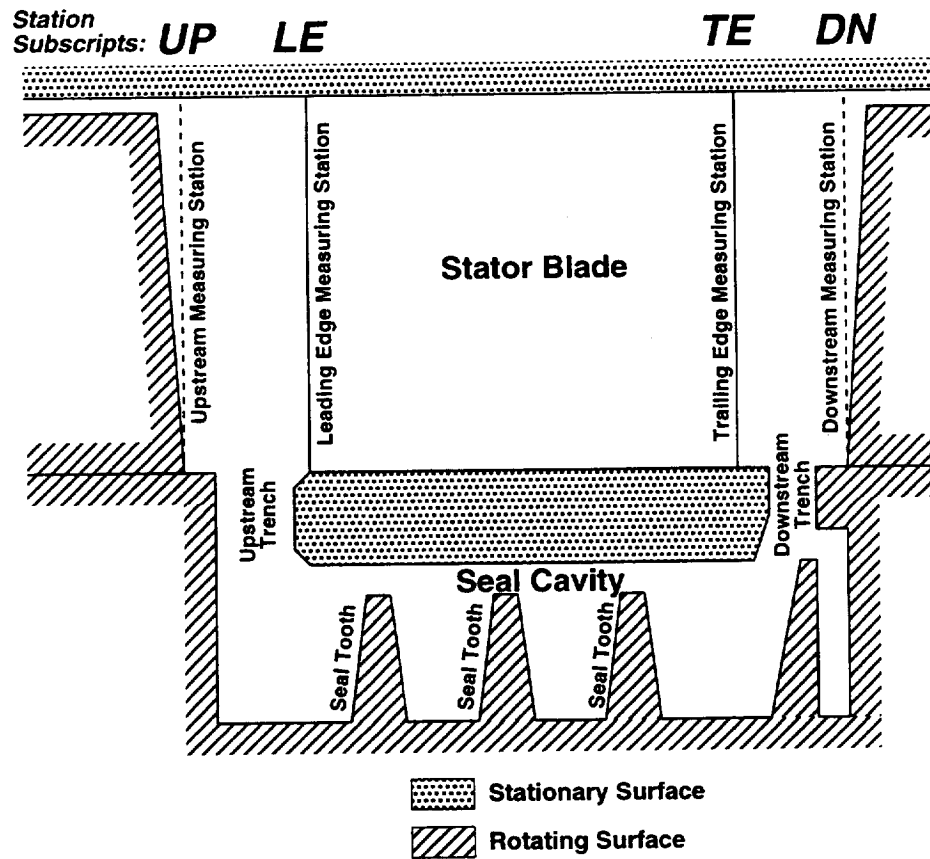 Station
Subscripts: UP LE TE DN
Upstream Measuring Station
Leading Edge Measuring Station
Stator Blade
Trailing Edge Measuring Station
Downstream Measuring Station
Upstream
Trench
Downstream
Trench
Seal Cavity
Seal Tooth
Seal Tooth
Seal Tooth
Stationary Surface
Rotating Surface